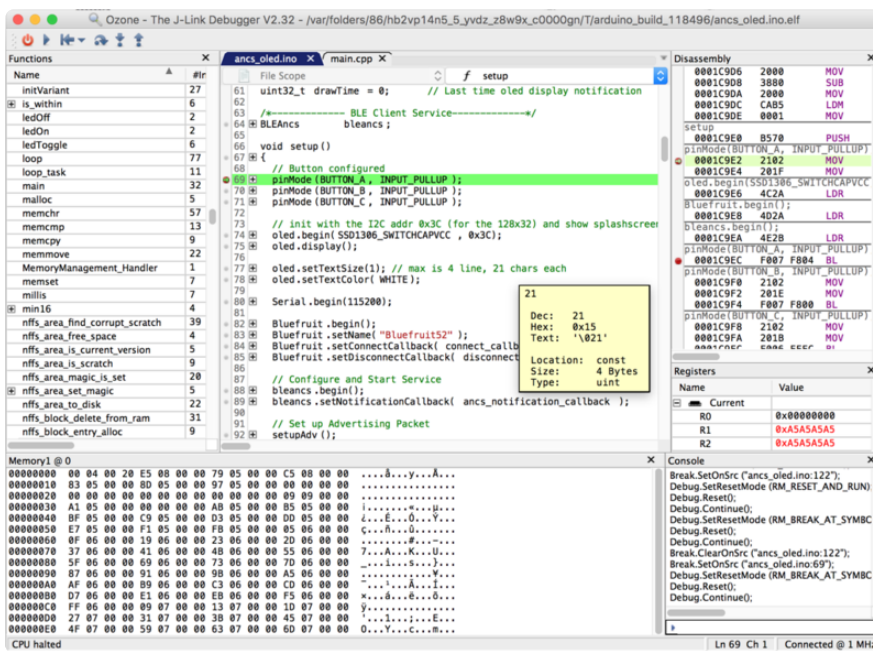 Ozone - The J-Link Debugger V2.32 - /var/folders/86/hb2vp14n5_5_yvdz_z8w9x_c0000gn/T/arduino_build_118496/ancs_oled.ino.elf
Functions
Name #Ir
initVariant 27
is_within 6
ledOff 2
ledOn 2
ledToggle 6
loop 77
loop_task 11
main 32
malloc 5
memchr 57
memcmp 13
memcpy 9
memmove 22
MemoryManagement_Handler 1
memset 7
millis 7
min16 4
nffs_area_find_corrupt_scratch 39
nffs_area_free_space 4
nffs_area_is_current_version 5
nffs_area_is_scratch 9
nffs_area_magic_is_set 20
nffs_area_set_magic 5
nffs_area_to_disk 22
nffs_block_delete_from_ram 31
nffs_block_entry_alloc 9
ancs_oled.ino X main.cpp X
File Scope f setup
61 uint32_t drawTime = 0; // Last time oled display notification
62
63 /*------------- BLE Client Service-------------*/
64 BLEAncs bleancs;
65
66 void setup()
67 {
68 // Button configured
69 pinMode(BUTTON_A, INPUT_PULLUP);
70 pinMode(BUTTON_B, INPUT_PULLUP);
71 pinMode(BUTTON_C, INPUT_PULLUP);
72
73 // init with the I2C addr 0x3C (for the 128x32) and show splashscreen
74 oled.begin(SSD1306_SWITCHCAPVCC, 0x3C);
75 oled.display();
76
77 oled.setTextSize(1); // max is 4 line, 21 chars each
78 oled.setTextColor(WHITE);
79
80 Serial.begin(115200);
81
82 Bluefruit.begin();
83 Bluefruit.setName("Bluefruit52");
84 Bluefruit.setConnectCallback( connect_callb
85 Bluefruit.setDisconnectCallback( disconnect
86
87 // Configure and Start Service
88 bleancs.begin();
89 bleancs.setNotificationCallback( ancs_notification_callback );
90
91 // Set up Advertising Packet
92 setupAdv();
21
Dec: 21
Hex: 0x15
Text: '\021'
Location: const
Size: 4 Bytes
Type: uint
Disassembly
0001C9D6 2000 MOV
0001C9D8 3880 SUB
0001C9DA 2000 MOV
0001C9DC CAB5 LDM
0001C9DE 0001 MOV
setup
0001C9E0 B570 PUSH
pinMode(BUTTON_A, INPUT_PULLUP)
0001C9E2 2102 MOV
0001C9E4 201F MOV
oled.begin(SSD1306_SWITCHCAPVCC
0001C9E6 4C2A LDR
Bluefruit.begin();
0001C9E8 4D2A LDR
bleancs.begin();
0001C9EA 4E2B LDR
pinMode(BUTTON_A, INPUT_PULLUP)
0001C9EC F007 F804 BL
pinMode(BUTTON_B, INPUT_PULLUP)
0001C9F0 2102 MOV
0001C9F2 201E MOV
0001C9F4 F007 F800 BL
pinMode(BUTTON_C, INPUT_PULLUP)
0001C9F8 2102 MOV
0001C9FA 201B MOV
Registers
Name Value
Current
R0 0x00000000
R1 0xA5A5A5A5
R2 0xA5A5A5A5
Memory1 @ 0
00000000 00 04 00 20 E5 08 00 00 79 05 00 00 C5 08 00 00
00000010 83 05 00 00 8D 05 00 00 97 05 00 00 00 00 00 00
00000020 00 00 00 00 00 00 00 00 00 00 00 00 09 09 00 00
00000030 A1 05 00 00 00 00 00 00 AB 05 00 00 B5 05 00 00
00000040 BF 05 00 00 C9 05 00 00 D3 05 00 00 DD 05 00 00
00000050 E7 05 00 00 F1 05 00 00 FB 05 00 00 05 06 00 00
00000060 0F 06 00 00 19 06 00 00 23 06 00 00 2D 06 00 00
00000070 37 06 00 00 41 06 00 00 4B 06 00 00 55 06 00 00
00000080 5F 06 00 00 69 06 00 00 73 06 00 00 7D 06 00 00
00000090 87 06 00 00 91 06 00 00 9B 06 00 00 A5 06 00 00
000000A0 AF 06 00 00 B9 06 00 00 C3 06 00 00 CD 06 00 00
000000B0 D7 06 00 00 E1 06 00 00 EB 06 00 00 F5 06 00 00
000000C0 FF 06 00 00 09 07 00 00 13 07 00 00 1D 07 00 00
000000D0 27 07 00 00 31 07 00 00 3B 07 00 00 45 07 00 00
000000E0 4F 07 00 00 59 07 00 00 63 07 00 00 6D 07 00 00
Console
Break.SetOnSrc ("ancs_oled.ino:122");
Debug.SetResetMode (RM_RESET_AND_RUN)
Debug.Reset();
Debug.Continue();
Debug.SetResetMode (RM_BREAK_AT_SYMBC
Debug.Reset();
Debug.Continue();
Break.ClearOnSrc ("ancs_oled.ino:122");
Break.SetOnSrc ("ancs_oled.ino:69");
Debug.SetResetMode (RM_BREAK_AT_SYMBC
Debug.Reset();
Debug.Continue();
CPU halted
Ln 69 Ch 1 Connected @ 1 MHz